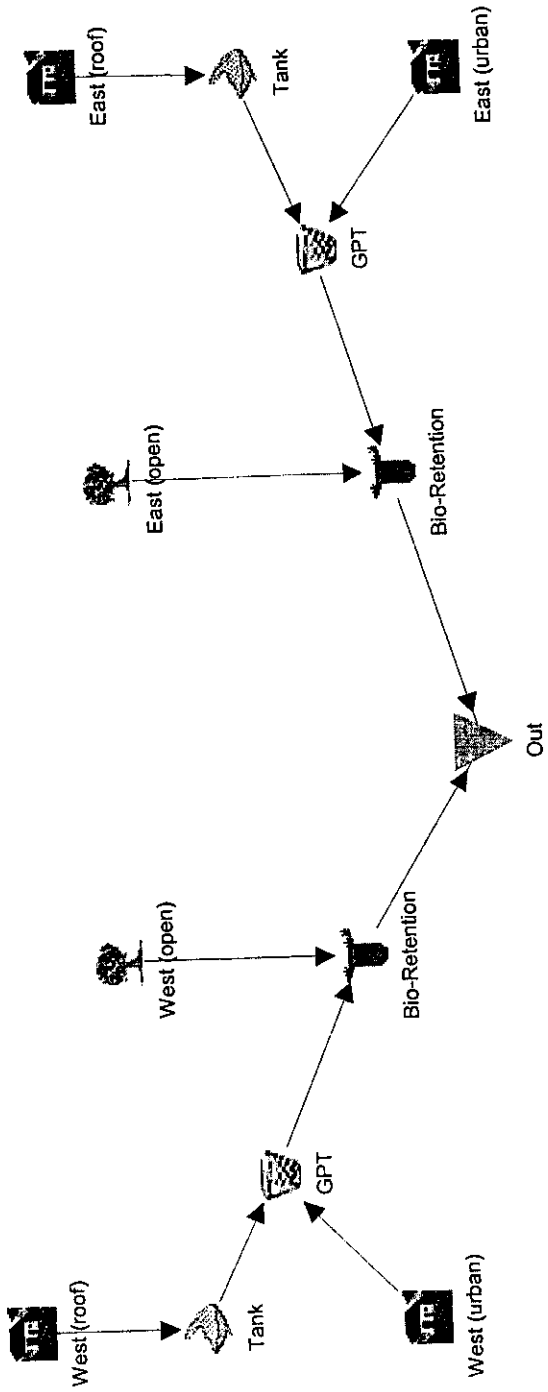 West (roof)
East (roof)
West (open)
East (open)
Tank
Tank
GPT
GPT
West (urban)
East (urban)
Bio-Retention
Bio-Retention
Out